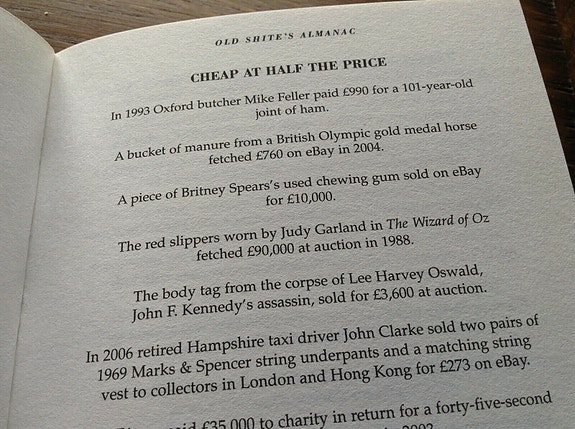 OLD SHITE'S ALMANAC
CHEAP AT HALF THE PRICE
In 1993 Oxford butcher Mike Feller paid £990 for a 101-year-old
joint of ham.
A bucket of manure from a British Olympic gold medal horse
fetched £760 on eBay in 2004.
A piece of Britney Spears's used chewing gum sold on eBay
for £10,000.
The red slippers worn by Judy Garland in The Wizard of Oz
fetched £90,000 at auction in 1988.
The body tag from the corpse of Lee Harvey Oswald,
John F. Kennedy's assassin, sold for £3,600 at auction.
In 2006 retired Hampshire taxi driver John Clarke sold two pairs of
1969 Marks & Spencer string underpants and a matching string
vest to collectors in London and Hong Kong for £273 on eBay.
£35,000 to charity in return for a forty-five-second